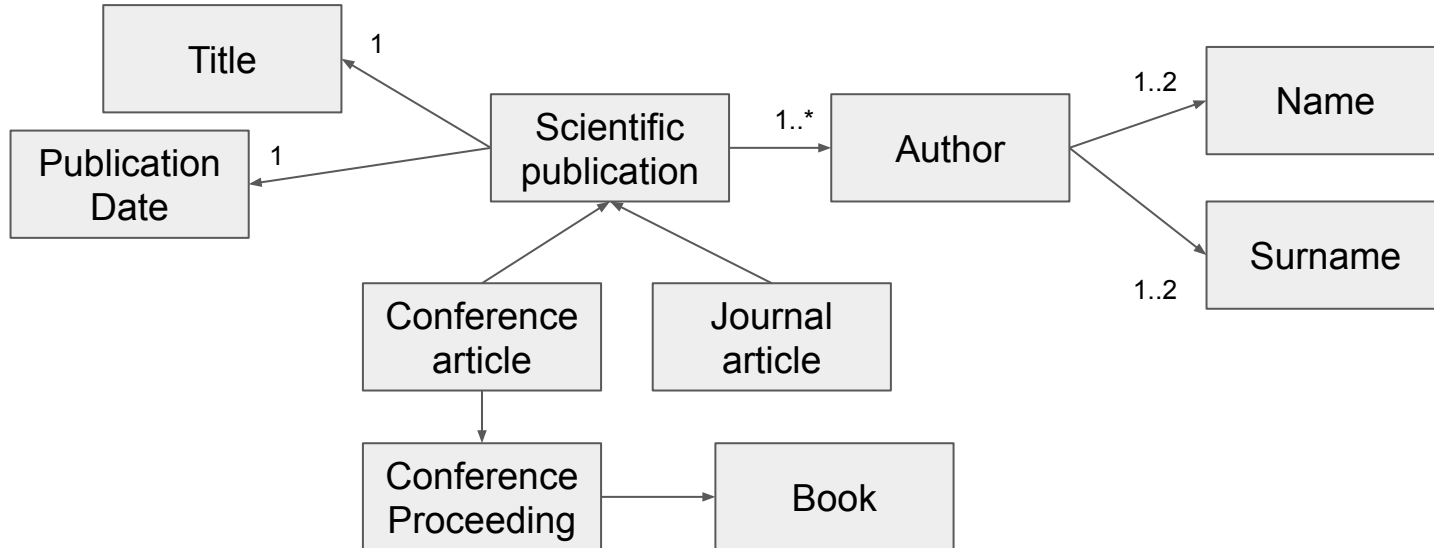 Title
1
Publication
Date
1
Scientific
publication
1..*
Author
1..2
Name
Surname
1..2
Conference
article
Journal
article
Conference
Proceeding
Book